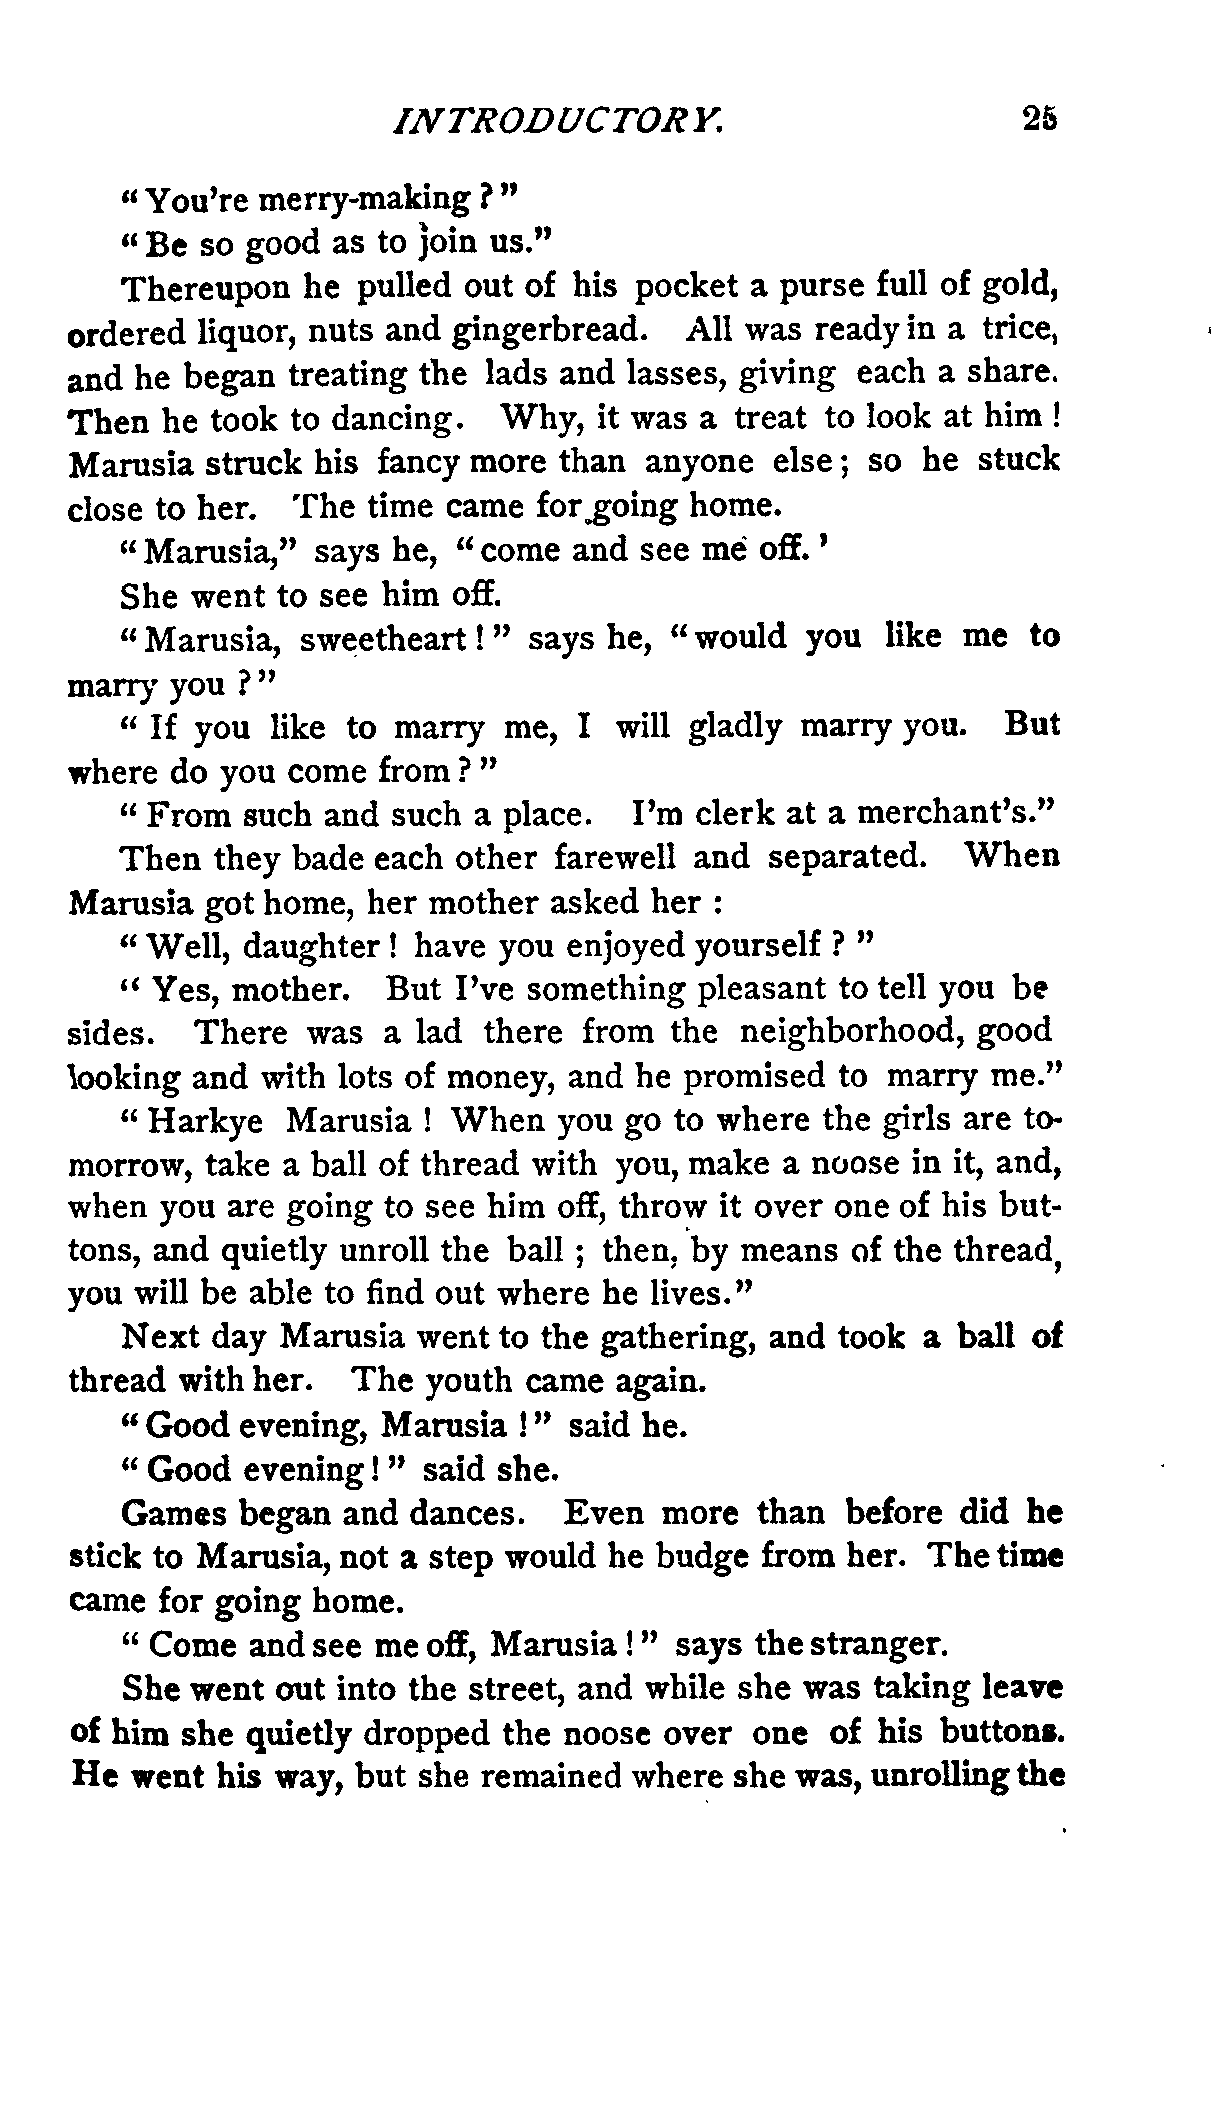 INTRODUCTORY. 25
"You're merry-making?"
"Be so good as to join us."
Thereupon he pulled out of his pocket a purse full of gold,
ordered liquor, nuts and gingerbread. All was ready in a trice,
and he began treating the lads and lasses, giving each a share.
Then he took to dancing. Why, it was a treat to look at him!
Marusia struck his fancy more than anyone else; so he stuck
close to her. The time came for going home.
"Marusia," says he, "come and see me off.'
She went to see him off.
"Marusia, sweetheart!" says he, "would you like me to
marry you?"
"If you like to marry me, I will gladly marry you. But
where do you come from?"
"From such and such a place. I'm clerk at a merchant's."
Then they bade each other farewell and separated. When
Marusia got home, her mother asked her:
"Well, daughter! have you enjoyed yourself?"
"Yes, mother. But I've something pleasant to tell you be
sides. There was a lad there from the neighborhood, good
looking and with lots of money, and he promised to marry me."
"Harkye Marusia! When you go to where the girls are to-
morrow, take a ball of thread with you, make a noose in it, and,
when you are going to see him off, throw it over one of his but-
tons, and quietly unroll the ball; then, by means of the thread,
you will be able to find out where he lives."
Next day Marusia went to the gathering, and took a ball of
thread with her. The youth came again.
"Good evening, Marusia!" said he.
"Good evening!" said she.
Games began and dances. Even more than before did he
stick to Marusia, not a step would he budge from her. The time
came for going home.
"Come and see me off, Marusia!" says the stranger.
She went out into the street, and while she was taking leave
of him she quietly dropped the noose over one of his buttons.
He went his way, but she remained where she was, unrolling the